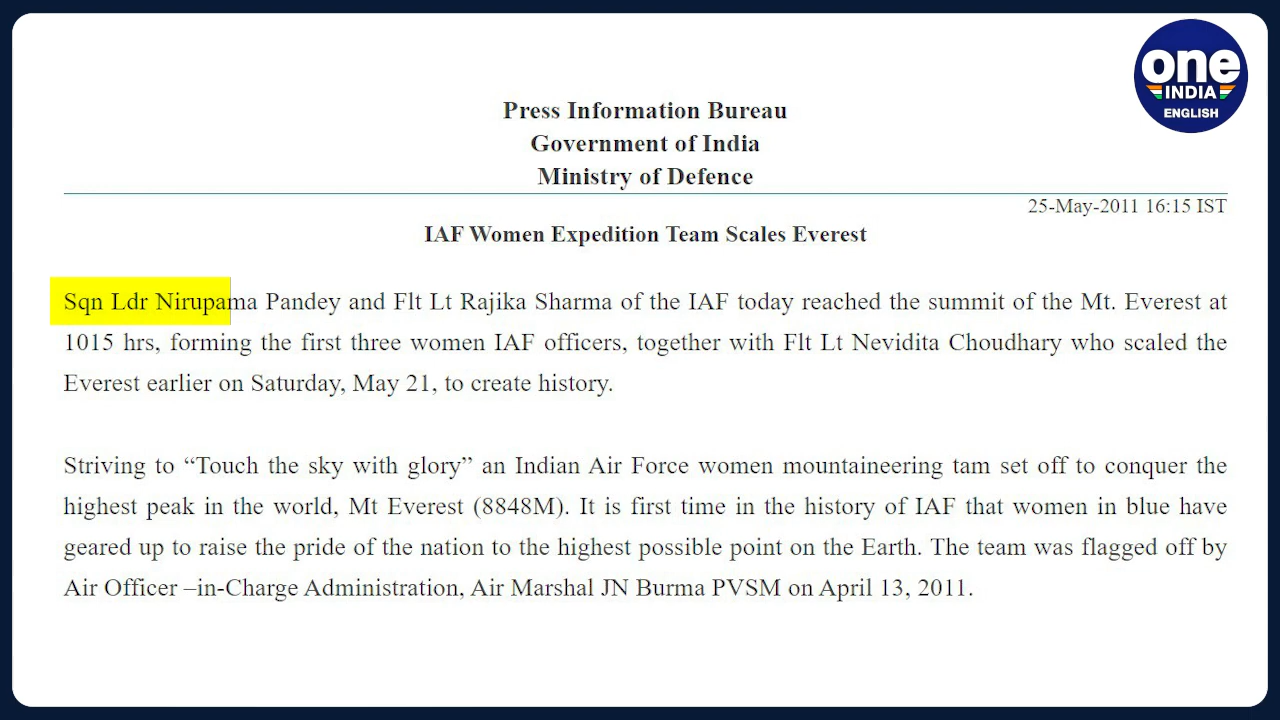 one
INDIA
ENGLISH
Press Information Bureau
Government of India
Ministry of Defence
25-May-2011 16:15 IST
IAF Women Expedition Team Scales Everest
Sqn Ldr Nirupama Pandey and Flt Lt Rajika Sharma of the IAF today reached the summit of the Mt. Everest at
1015 hrs, forming the first three women IAF officers, together with Flt Lt Nevidita Choudhary who scaled the
Everest earlier on Saturday, May 21, to create history.
Striving to “Touch the sky with glory” an Indian Air Force women mountaineering tam set off to conquer the
highest peak in the world, Mt Everest (8848M). It is first time in the history of IAF that women in blue have
geared up to raise the pride of the nation to the highest possible point on the Earth. The team was flagged off by
Air Officer –in-Charge Administration, Air Marshal JN Burma PVSM on April 13, 2011.